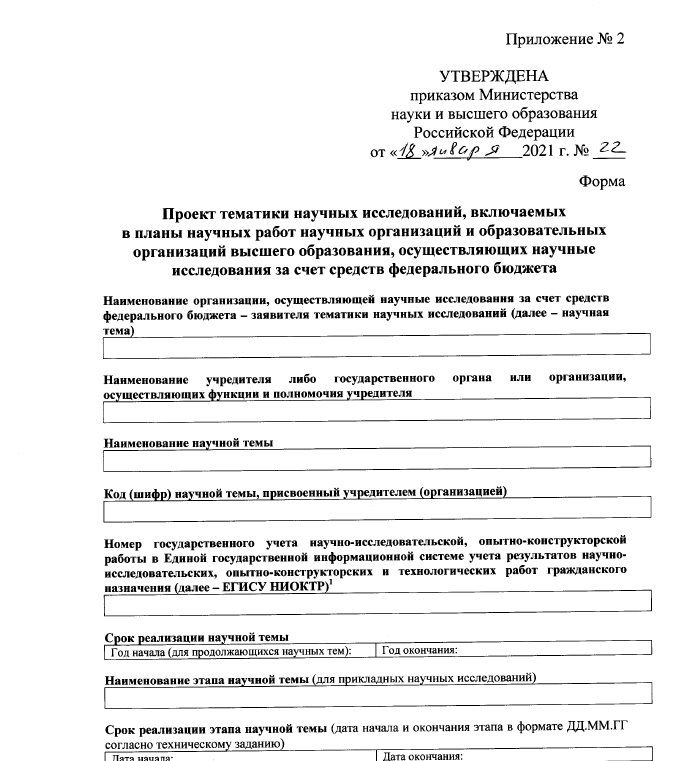 Приложение № 2
УТВЕРЖДЕНА
приказом Министерства
науки и высшего образования
Российской Федерации
от «18»января 2021 г. № 22
Форма
Проект тематики научных исследований, включаемых
в планы научных работ научных организаций и образовательных
организаций высшего образования, осуществляющих научные
исследования за счет средств федерального бюджета
Наименование организации, осуществляющей научные исследования за счет средств
федерального бюджета – заявителя тематики научных исследований (далее – научная
тема)
Наименование учредителя либо государственного органа или организации,
осуществляющих функции и полномочия учредителя
Наименование научной темы
Код (шифр) научной темы, присвоенный учредителем (организацией)
Номер государственного учета научно-исследовательской, опытно-конструкторской
работы в Единой государственной информационной системе учета результатов научно-
исследовательских, опытно-конструкторских и технологических работ гражданского
назначения (далее – ЕГИСУ НИОКТР)¹
Срок реализации научной темы
Год начала (для продолжающихся научных тем): Год окончания:
Наименование этапа научной темы (для прикладных научных исследований)
Срок реализации этапа научной темы (дата начала и окончания этапа в формате ДД.ММ.ГГ
согласно техническому заданию)
Дата начала: Дата окончания: